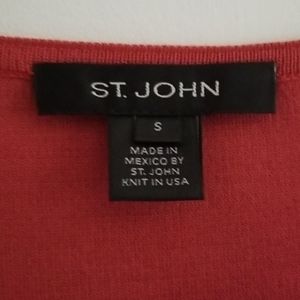 ST. JOHN
S
MADE IN
MEXICO BY
ST. JOHN
KNIT IN USA